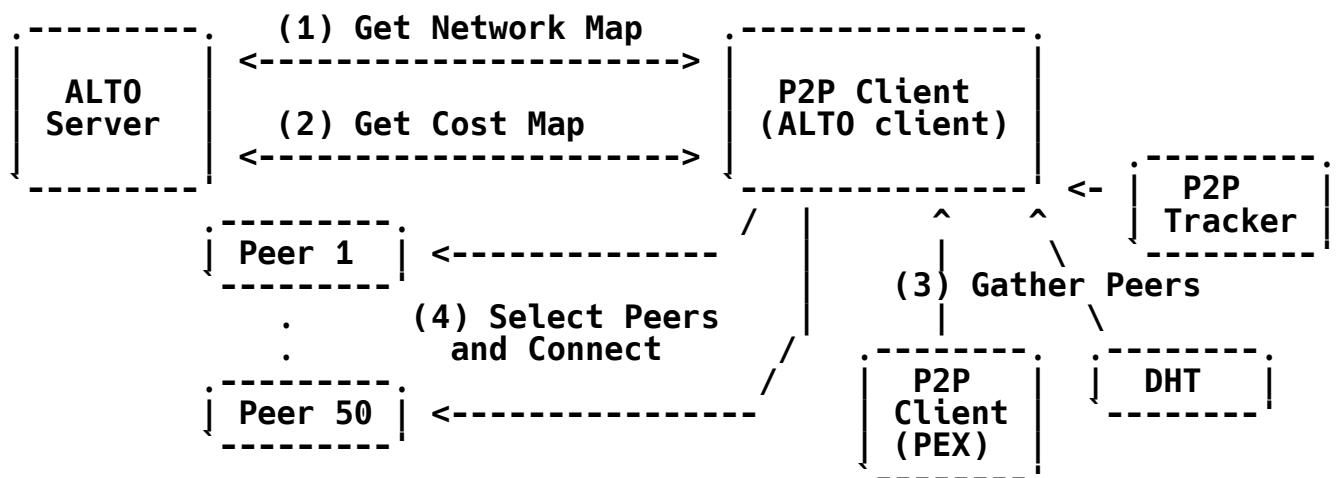 (1) Get Network Map
ALTO
Server
P2P Client
(ALTO client)
(2) Get Cost Map
P2P
Tracker
Peer 1
(3) Gather Peers
(4) Select Peers
and Connect
Peer 50
P2P
Client
(PEX)
DHT